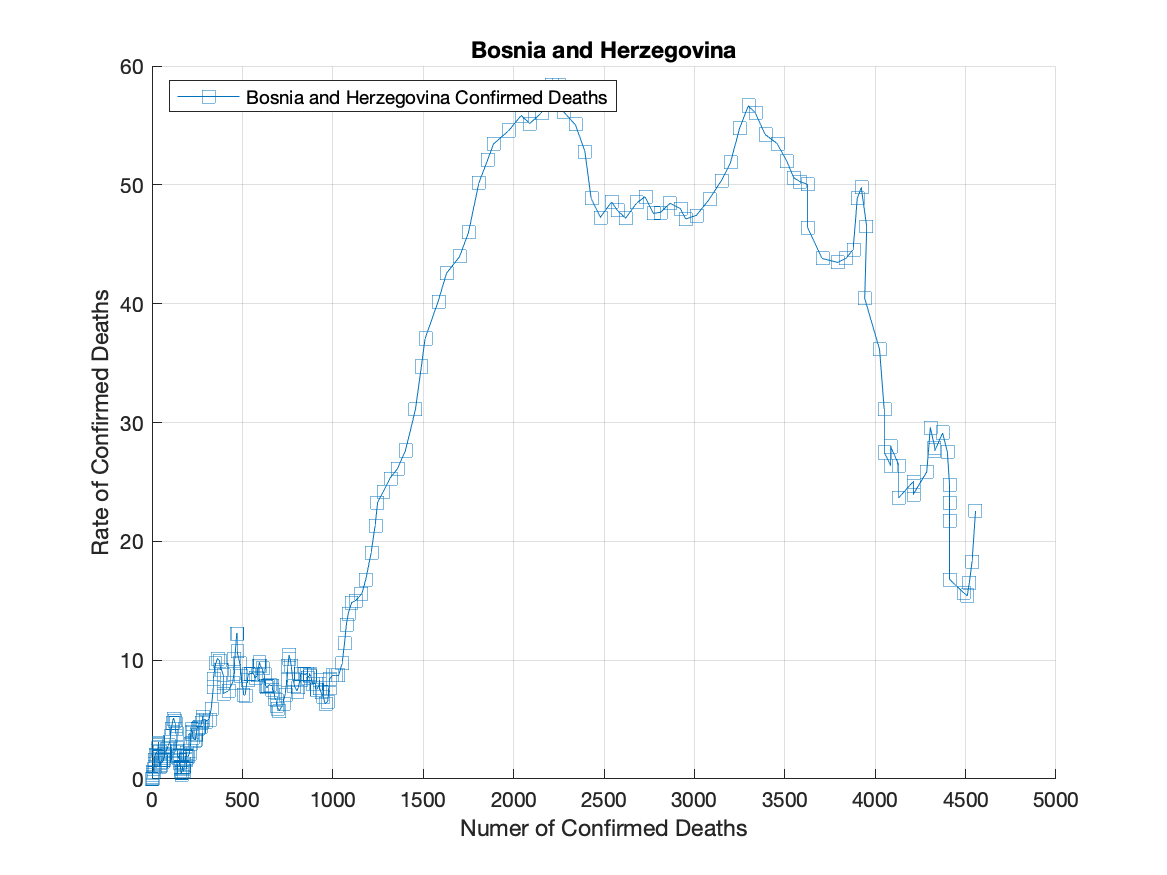 Bosnia and Herzegovina
Bosnia and Herzegovina Confirmed Deaths
60
50
40
30
20
10
0
Rate of Confirmed Deaths
0 500 1000 1500 2000 2500 3000 3500 4000 4500 5000
Numer of Confirmed Deaths